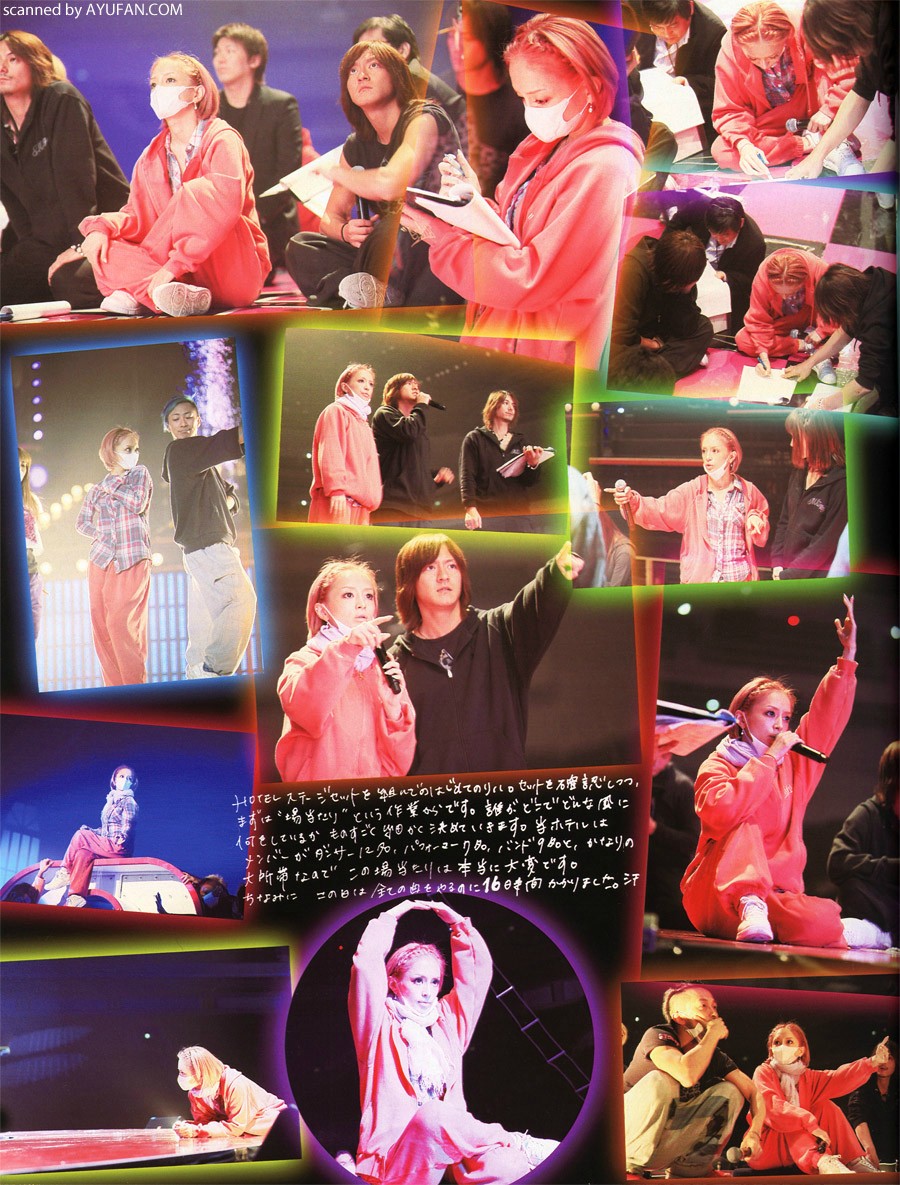 scanned by AYUFAN.COM
HOTELステージセットを組んでのはじめてのリハ。セットを確認しつつ、
まずは"場当たり"という作業からです。誰がどこでどんな風に
何をしているか ものすごく細かく決めていきます。当ホテルは
メンバーがダンサー12名、パフォーマー7名、バンド9名と、かなりの
大所帯なので この場当たりは本当に大変です。
ちなみに この日は全ての曲をやるのに16時間かかりました。汗